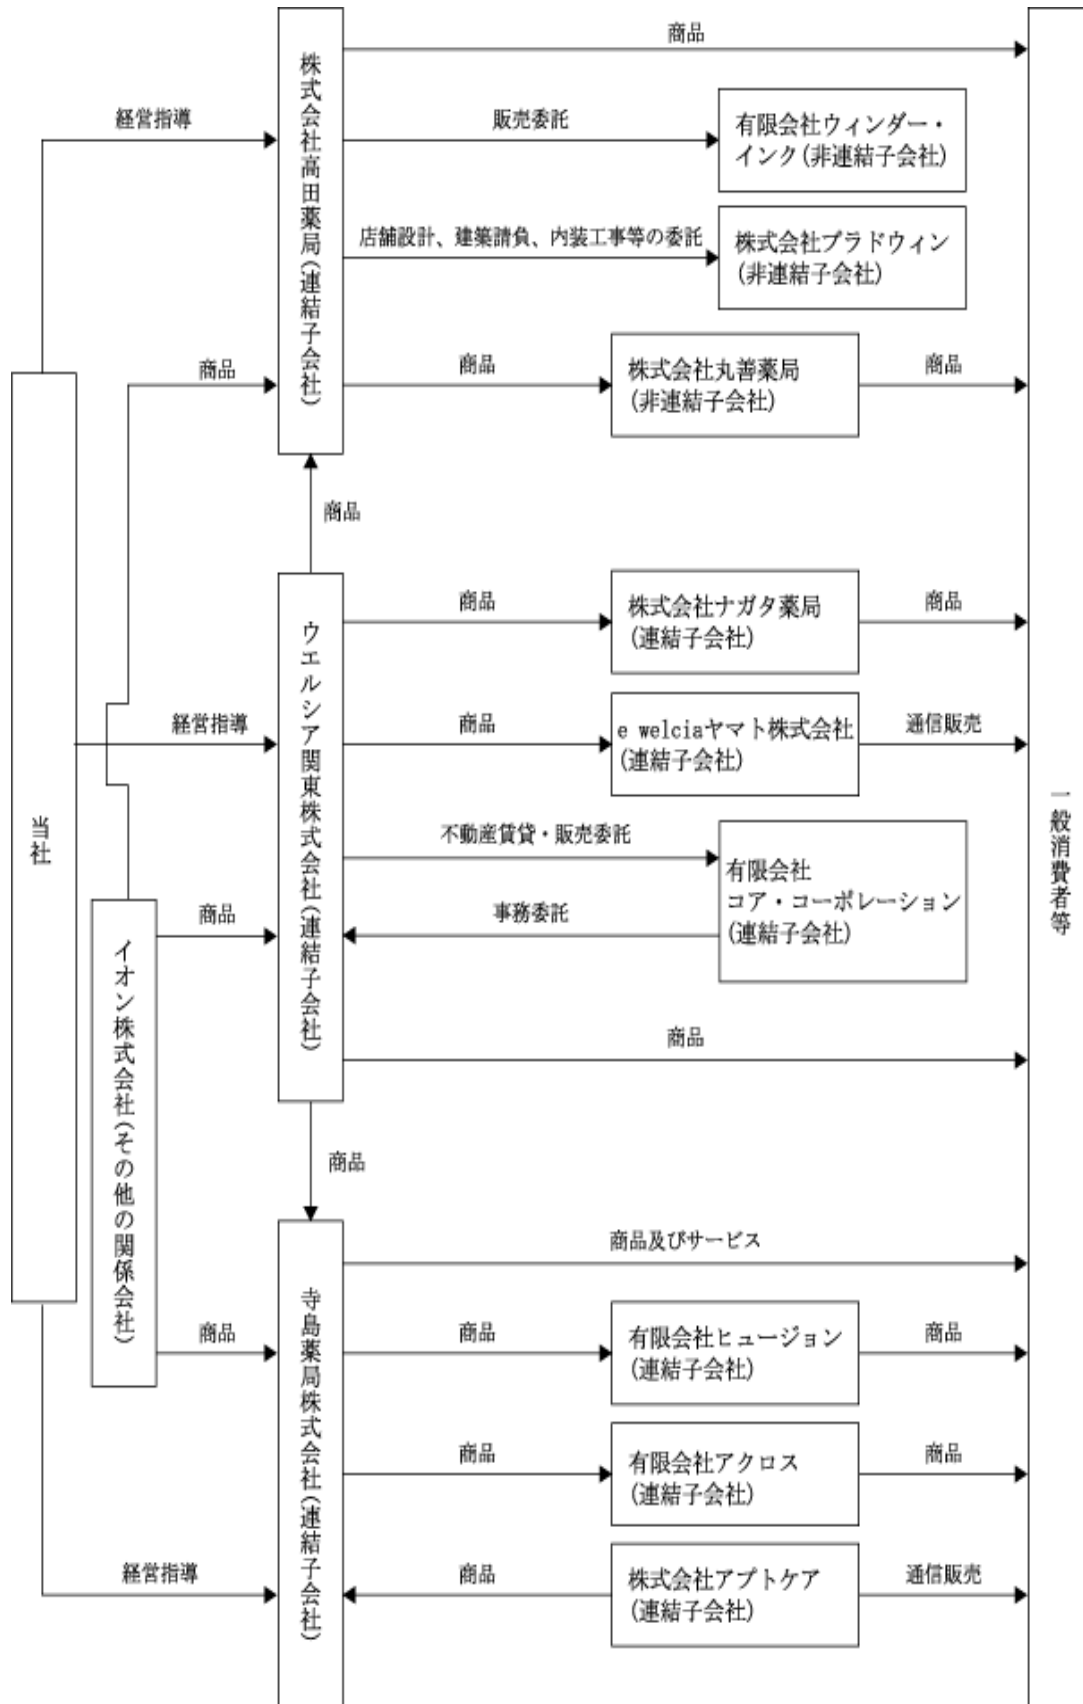 商品
株式会社高田薬局(連結子会社)
経営指導
販売委託
有限会社ウィンダー・
インク(非連結子会社)
店舗設計、建築請負、内装工事等の委託
株式会社プラドウィン
(非連結子会社)
商品
商品
株式会社丸善薬局
(非連結子会社)
商品
商品
ウエルシア関東株式会社(連結子会社)
商品
株式会社ナガタ薬局
(連結子会社)
商品
経営指導
商品
e welciaヤマト株式会社
(連結子会社)
通信販売
当社
一般消費者等
不動産賃貸・販売委託
有限会社
コア・コーポレーション
(連結子会社)
事務委託
商品
イオン株式会社(その他の関係会社)
商品
商品
寺島薬局株式会社(連結子会社)
商品及びサービス
商品
商品
有限会社ヒュージョン
(連結子会社)
商品
商品
有限会社アクロス
(連結子会社)
商品
経営指導
商品
株式会社アプトケア
(連結子会社)
通信販売